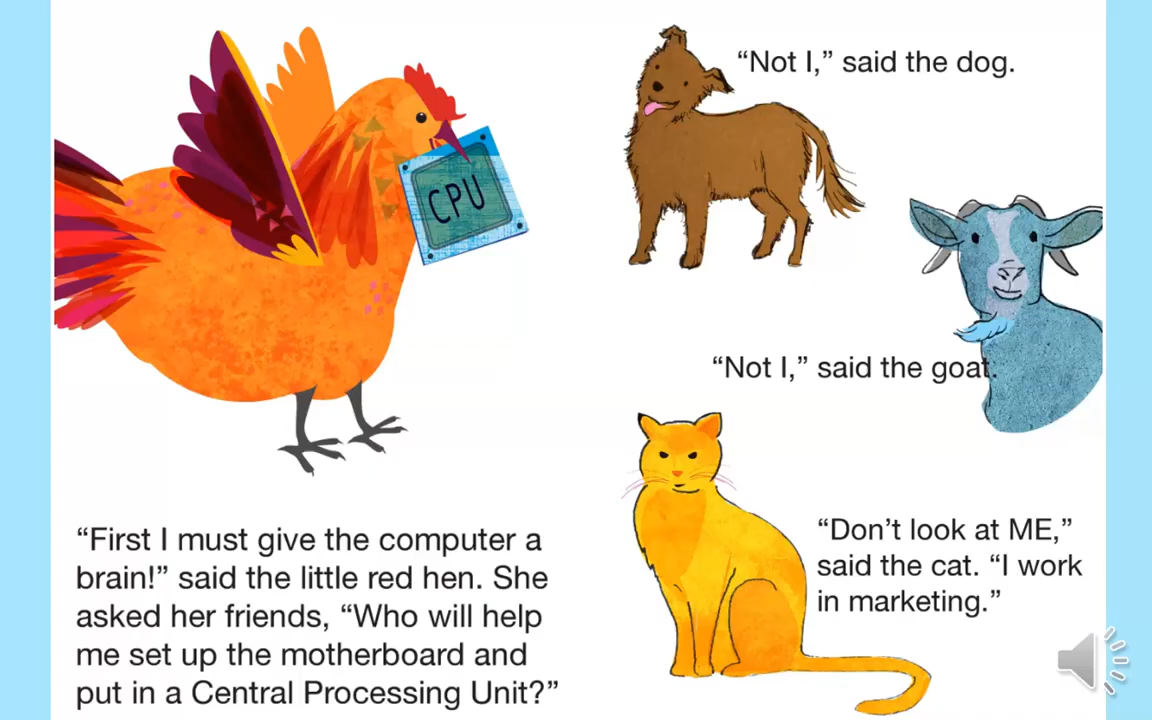 CPU
“First I must give the computer a
brain!” said the little red hen. She
asked her friends, “Who will help
me set up the motherboard and
put in a Central Processing Unit?”
“Not I,” said the dog.
“Not I,” said the goat.
“Don’t look at ME,”
said the cat. “I work
in marketing.”